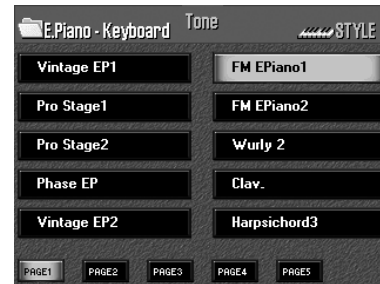 E.Piano - Keyboard Tone STYLE
Vintage EP1 FM EPiano1
Pro Stage1 FM EPiano2
Pro Stage2 Wurly 2
Phase EP Clav.
Vintage EP2 Harpsichord3
PAGE1 PAGE2 PAGE3 PAGE4 PAGE5